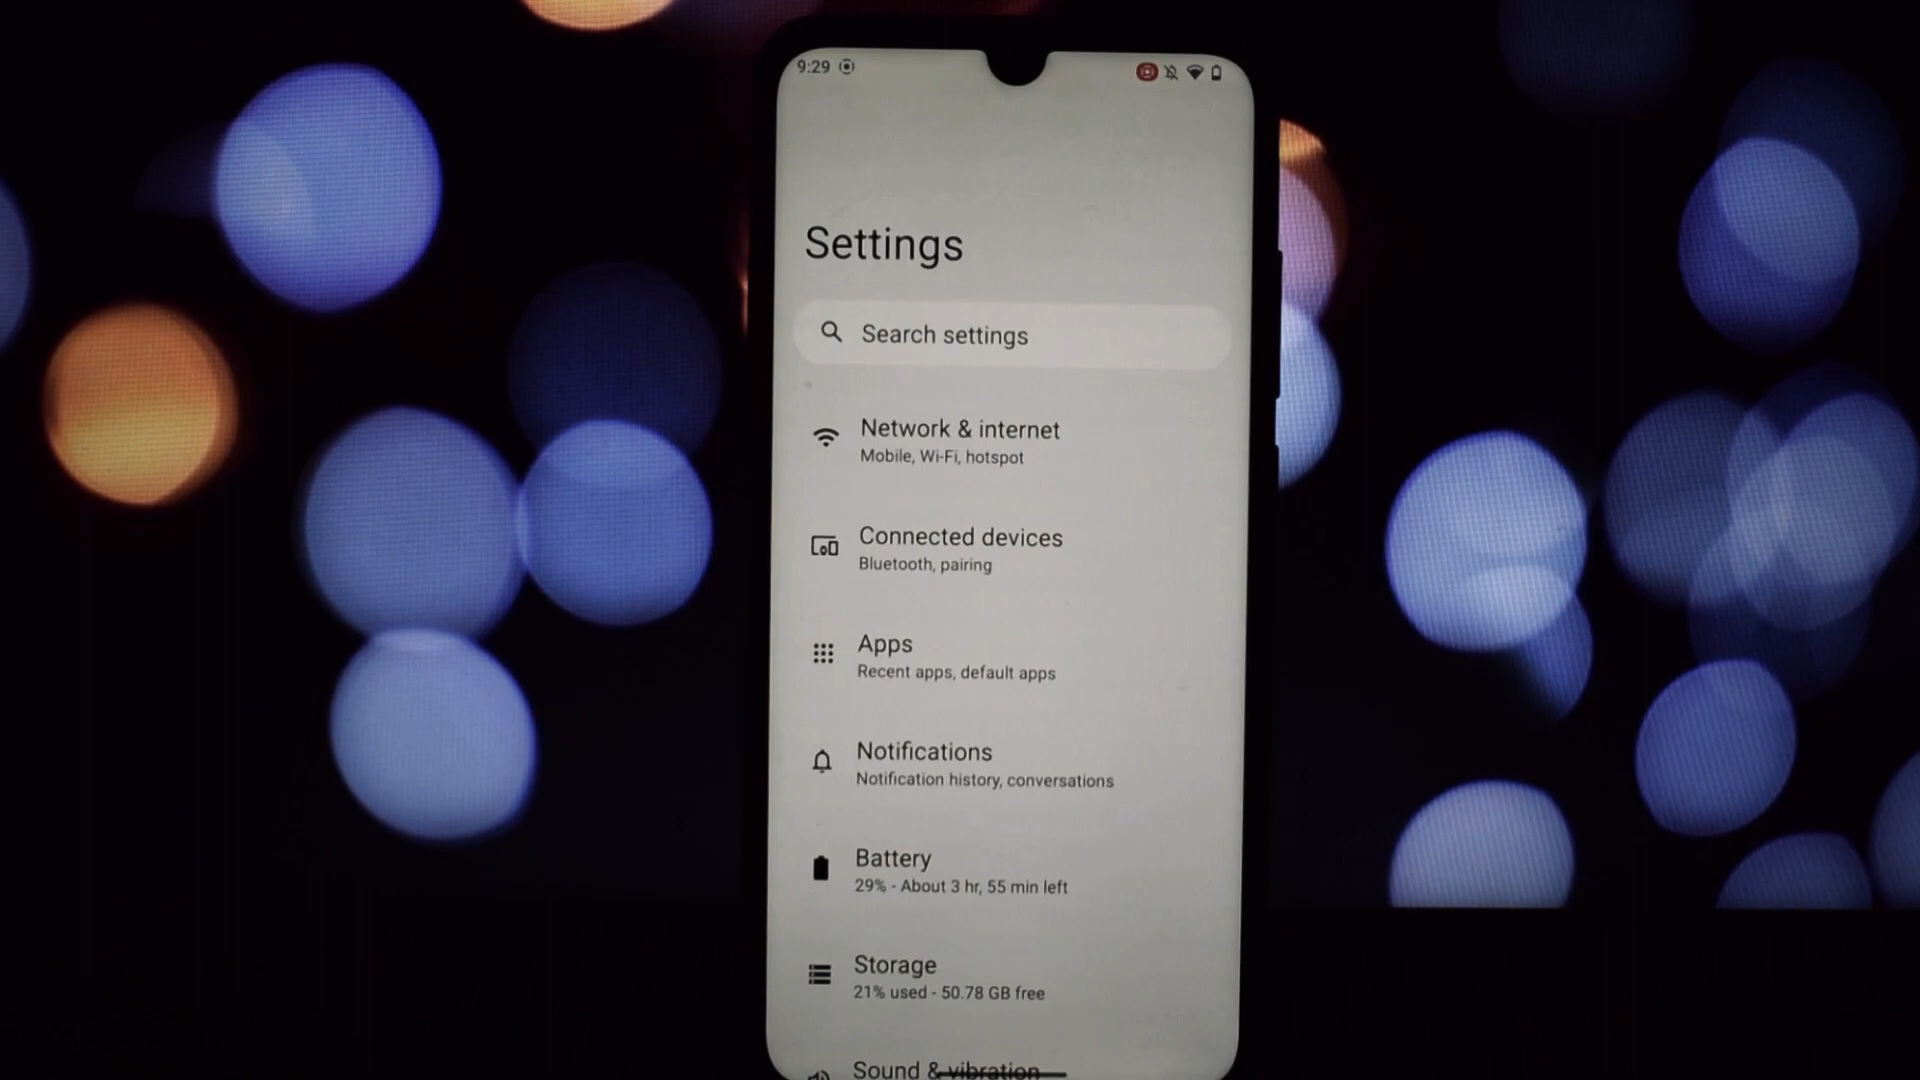 9:29
Settings
Search settings
Network & internet
Mobile, Wi-Fi, hotspot
Connected devices
Bluetooth, pairing
Apps
Recent apps, default apps
Notifications
Notification history, conversations
Battery
29% - About 3 hr, 55 min left
Storage
21% used - 50.78 GB free
Sound & vibration